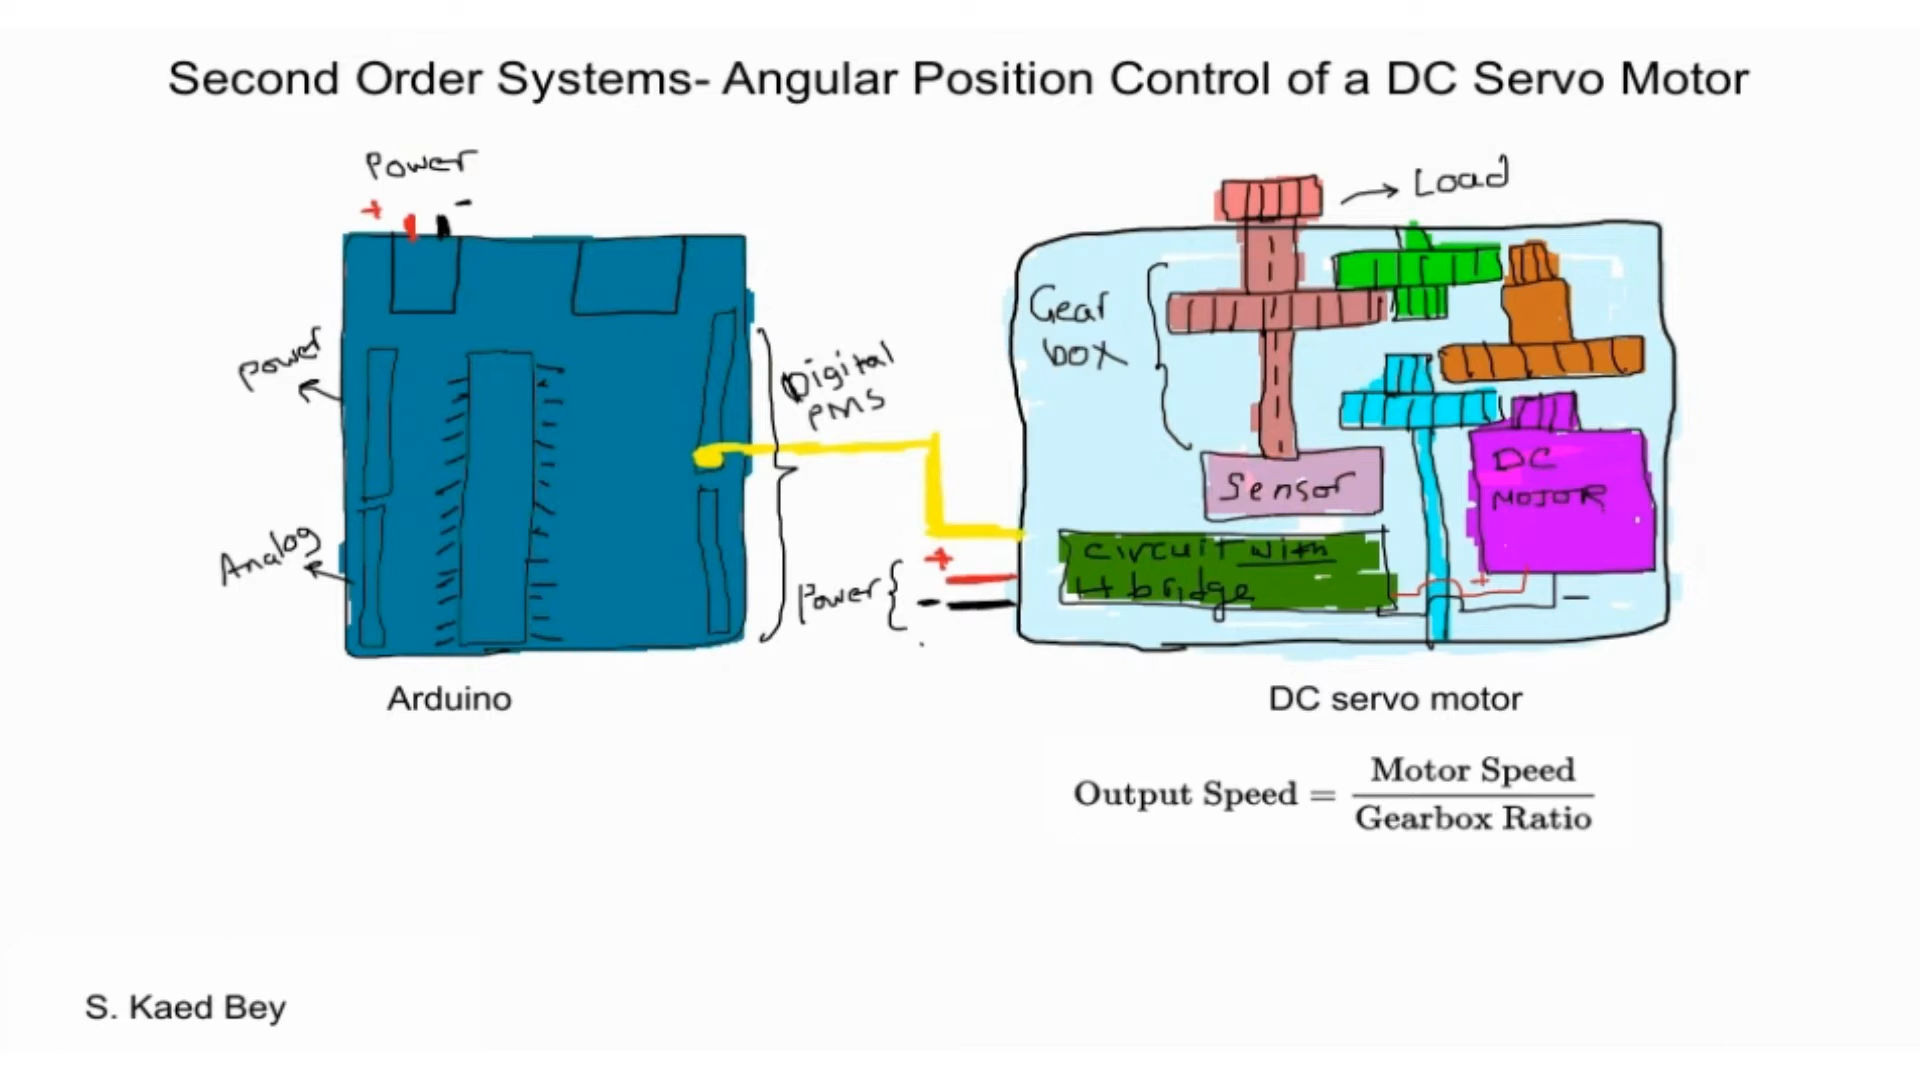 Second Order Systems- Angular Position Control of a DC Servo Motor
Power
+ -
Load
Power
Gear
box
Digital
PMS
DC
MOTOR
Sensor
Analog
+
Power { -
circuit with
H bridge
+
-
Arduino
DC servo motor
Output Speed = Motor Speed
Gearbox Ratio
S. Kaed Bey